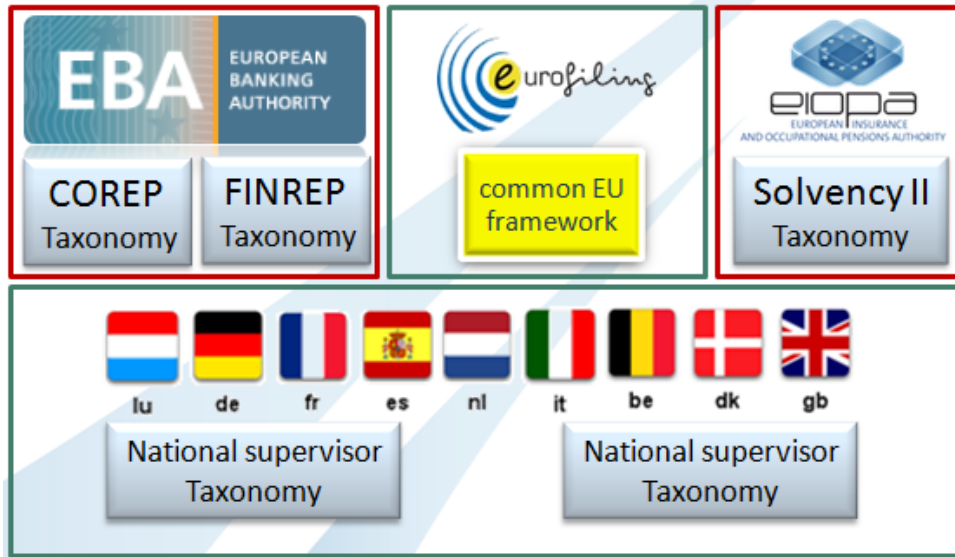 EBA
EUROPEAN
BANKING
AUTHORITY
COREP
Taxonomy
FINREP
Taxonomy
eurofiling
common EU
framework
eiopa
EUROPEAN INSURANCE
AND OCCUPATIONAL PENSIONS AUTHORITY
Solvency II
Taxonomy
lu de fr es nl it be dk gb
National supervisor
Taxonomy
National supervisor
Taxonomy